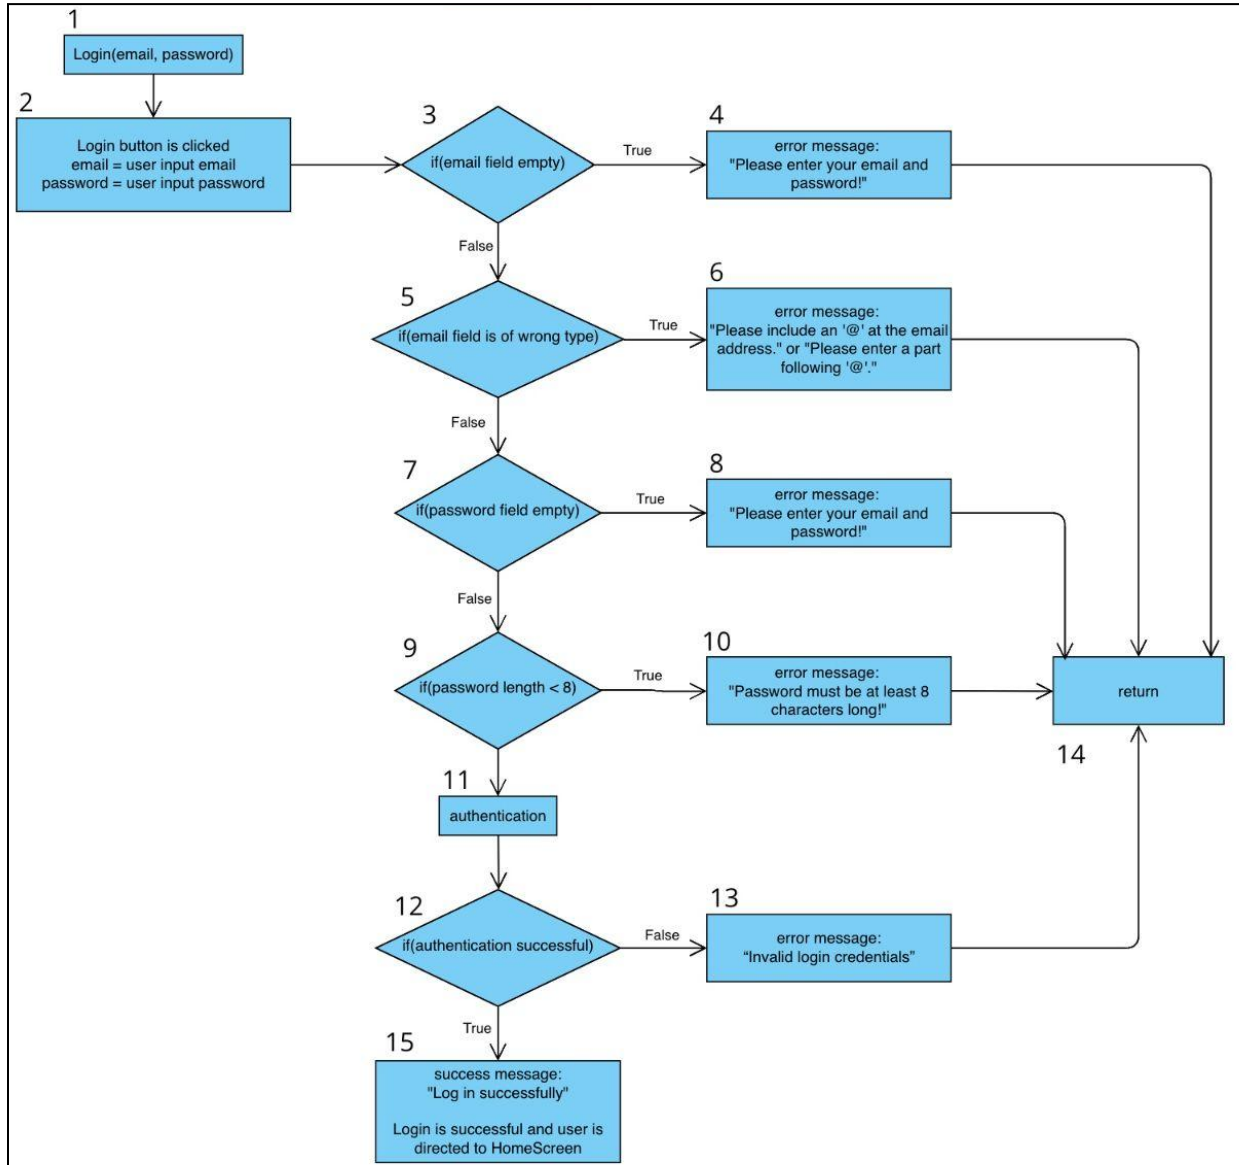 1
Login(email, password)
2
Login button is clicked
email = user input email
password = user input password
3
if(email field empty)
True
4
error message:
"Please enter your email and
password!"
False
5
if(email field is of wrong type)
True
6
error message:
"Please include an '@' at the email
address." or "Please enter a part
following '@'."
False
7
if(password field empty)
True
8
error message:
"Please enter your email and
password!"
False
9
if(password length < 8)
True
10
error message:
"Password must be at least 8
characters long!"
return
14
11
authentication
12
if(authentication successful)
False
13
error message:
“Invalid login credentials”
True
15
success message:
"Log in successfully"
Login is successful and user is
directed to HomeScreen